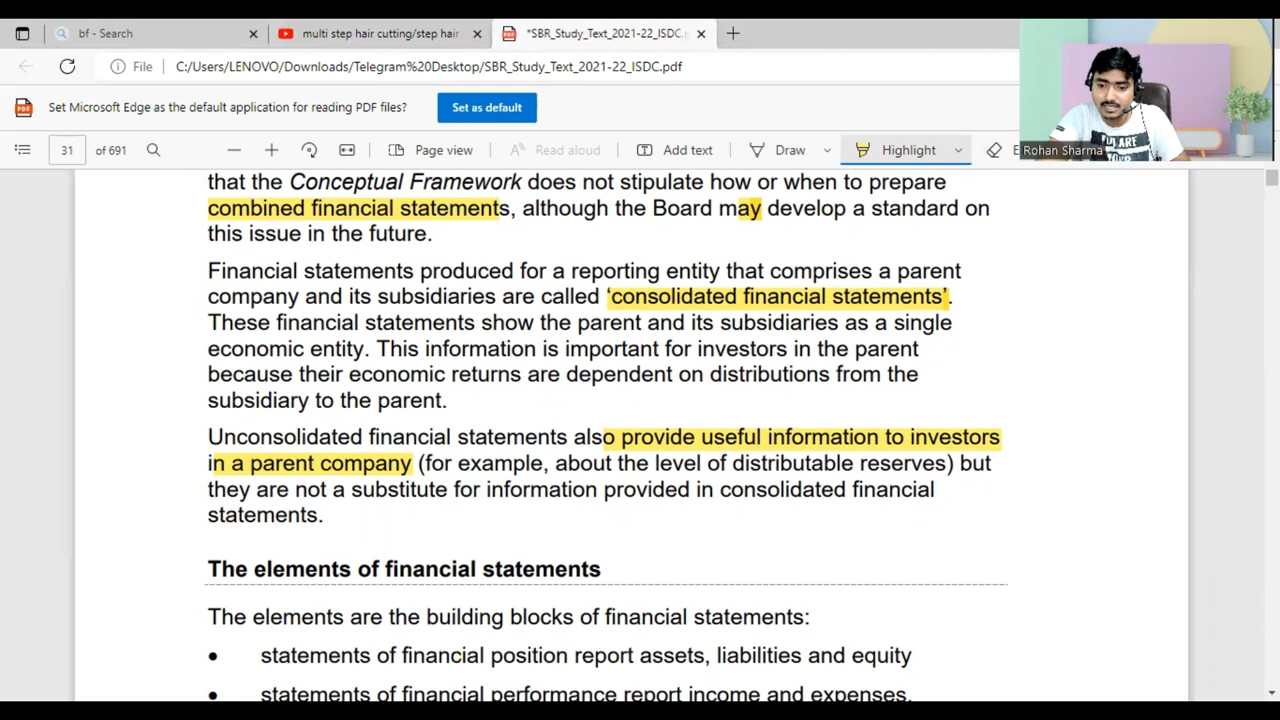 bf - Search
multi step hair cutting/step hair
*SBR_Study_Text_2021-22_ISDC.p
File
C:/Users/LENOVO/Downloads/Telegram%20Desktop/SBR_Study_Text_2021-22_ISDC.pdf
Set Microsoft Edge as the default application for reading PDF files?
Set as default
31
of 691
Page view
Read aloud
Add text
Draw
Highlight
E
Rohan Sharma
YOU ARE
YOUR
that the Conceptual Framework does not stipulate how or when to prepare
combined financial statements, although the Board may develop a standard on
this issue in the future.
Financial statements produced for a reporting entity that comprises a parent
company and its subsidiaries are called ‘consolidated financial statements’.
These financial statements show the parent and its subsidiaries as a single
economic entity. This information is important for investors in the parent
because their economic returns are dependent on distributions from the
subsidiary to the parent.
Unconsolidated financial statements also provide useful information to investors
in a parent company (for example, about the level of distributable reserves) but
they are not a substitute for information provided in consolidated financial
statements.
The elements of financial statements
The elements are the building blocks of financial statements:
• statements of financial position report assets, liabilities and equity
• statements of financial performance report income and expenses.